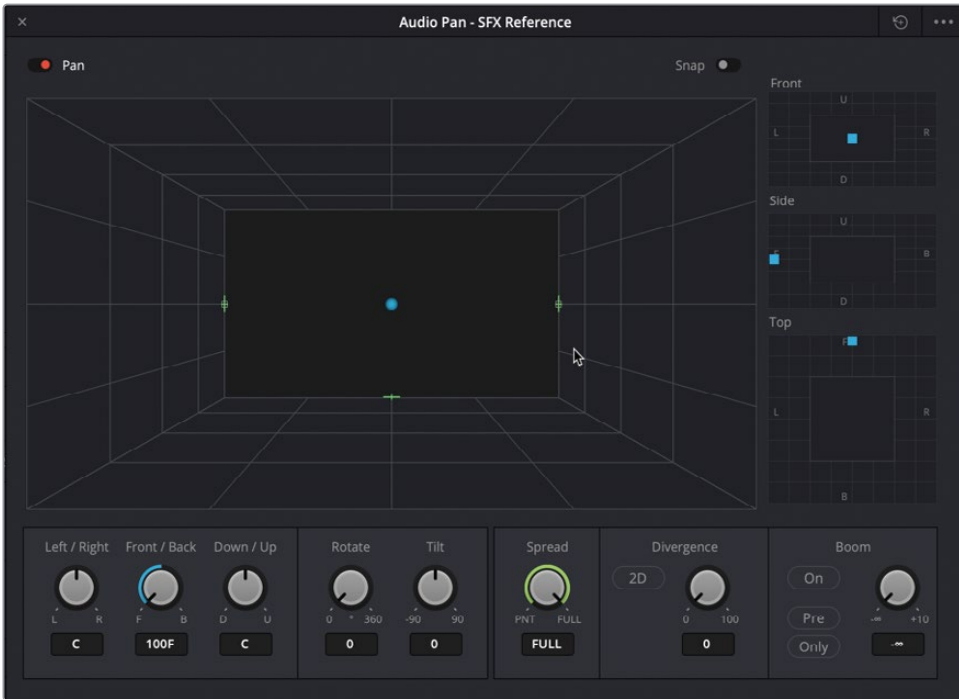 × Audio Pan - SFX Reference •••
Pan Snap
Front
U
L R
D
Side
U
F B
D
Top
F
L R
B
Left / Right Front / Back Down / Up Rotate Tilt Spread Divergence Boom
2D On
L R F B D U 0 ° 360 -90 90 PNT FULL 0 100 Pre -∞ +10
C 100F C 0 0 FULL 0 Only -∞